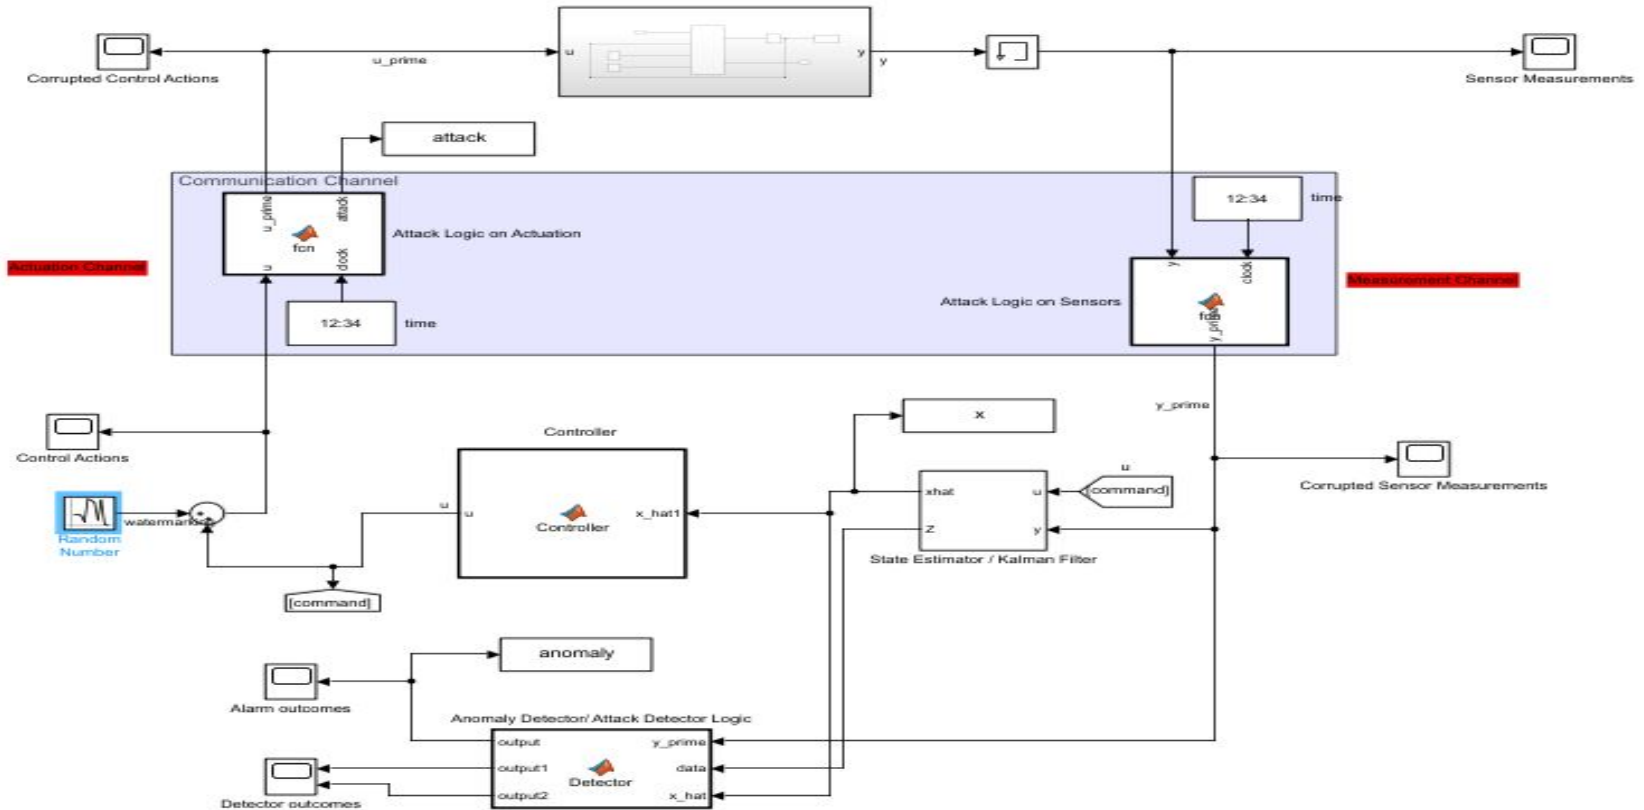 u
y
u_prime
y
Corrupted Control Actions
Sensor Measurements
attack
Communication Channel
u_prime
attack
fcn
u
clock
Attack Logic on Actuation
12:34
time
Actuation Channel
12:34
time
y
clock
fcn
y_prime
Attack Logic on Sensors
Measurement Channel
y_prime
x
Control Actions
Controller
u
u
Controller
x_hat1
xhat
Z
u
y
u
[command]
State Estimator / Kalman Filter
Corrupted Sensor Measurements
watermarking
Random
Number
[command]
anomaly
Alarm outcomes
Anomaly Detector/ Attack Detector Logic
output
output1
output2
Detector
y_prime
data
x_hat
Detector outcomes